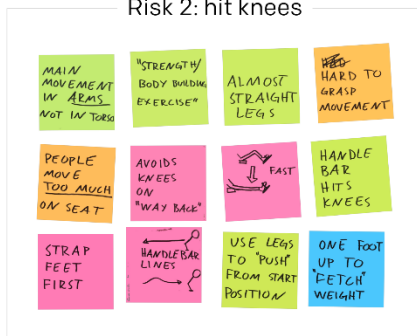 Risk 2: hit knees
MAIN
MOVEMENT
IN ARMS
NOT IN TORSO
"STRENGTH/
BODY BUILDING
EXERCISE"
ALMOST
STRAIGHT
LEGS
HARD TO
GRASP
MOVEMENT
PEOPLE
MOVE
TOO MUCH
ON SEAT
AVOIDS
KNEES
ON
"WAY BACK"
FAST
HANDLE
BAR
HITS
KNEES
STRAP
FEET
FIRST
HANDLEBAR
LINES
USE LEGS
TO "PUSH"
FROM START
POSITION
ONE FOOT
UP TO
"FETCH"
WEIGHT